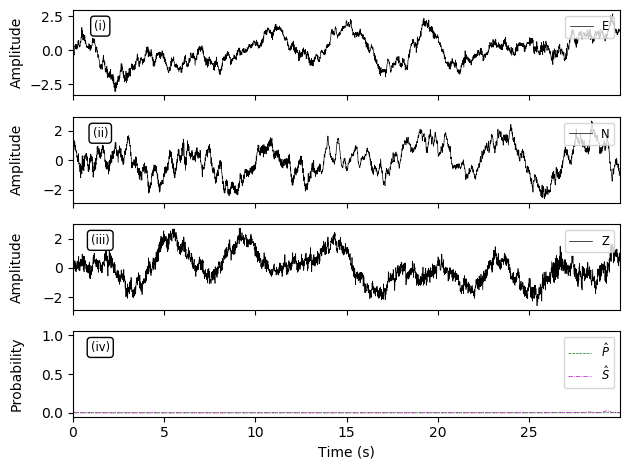 Amplitude
2.5
0.0
−2.5
(i)
E
Amplitude
2
0
−2
(ii)
N
Amplitude
2
0
−2
(iii)
Z
Probability
1.0
0.5
0.0
(iv)
P̂
Ŝ
0 5 10 15 20 25
Time (s)